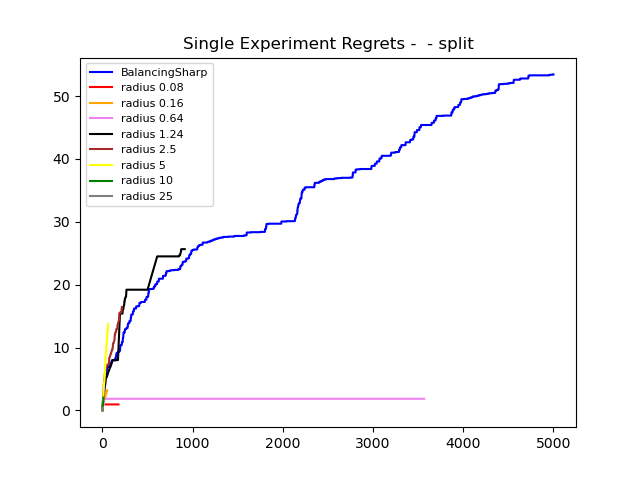 Single Experiment Regrets -  - split
BalancingSharp
radius 0.08
radius 0.16
radius 0.64
radius 1.24
radius 2.5
radius 5
radius 10
radius 25
50
40
30
20
10
0
0 1000 2000 3000 4000 5000